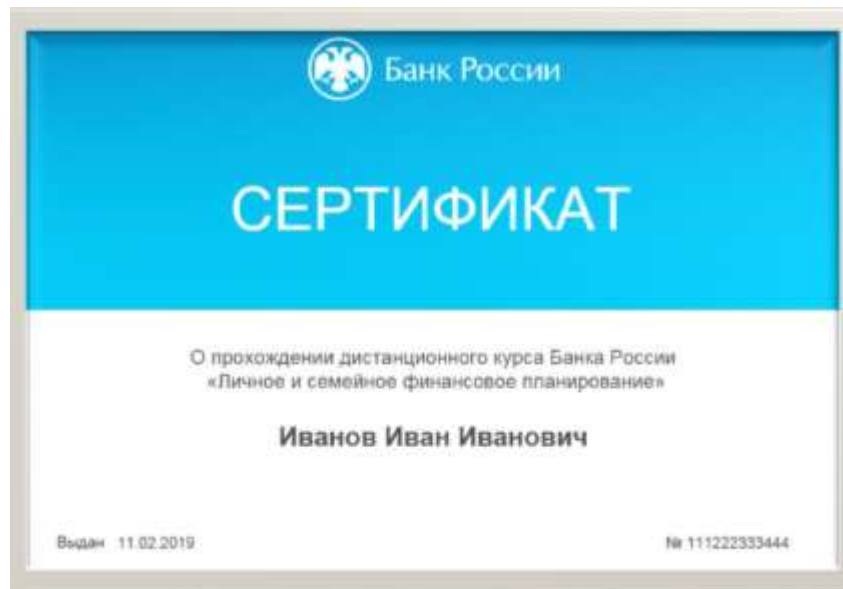 Банк России
СЕРТИФИКАТ
О прохождении дистанционного курса Банка России
«Личное и семейное финансовое планирование»
Иванов Иван Иванович
Выдан 11.02.2019
№ 111222333444